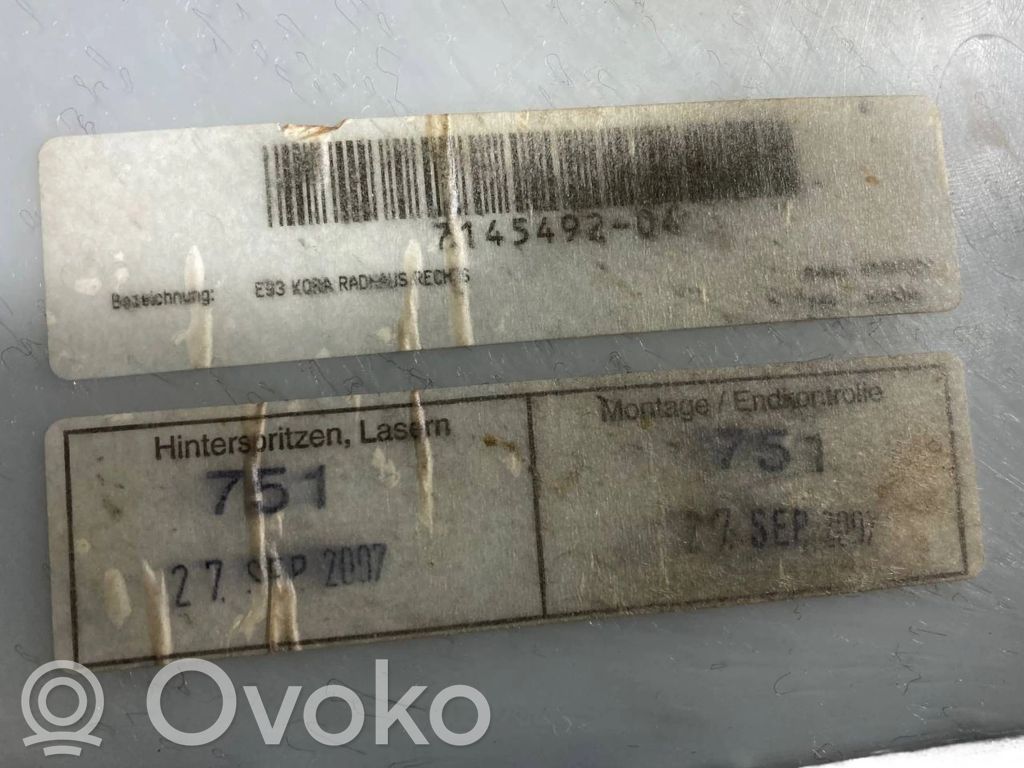 7145492-04
Bezeichnung: E93 KORA RADHAUS RECHTS
Hinterspritzen, Lasern
751
27. SEP 2007
Montage / Endkontrolle
751
27. SEP. 2007
Ovoko